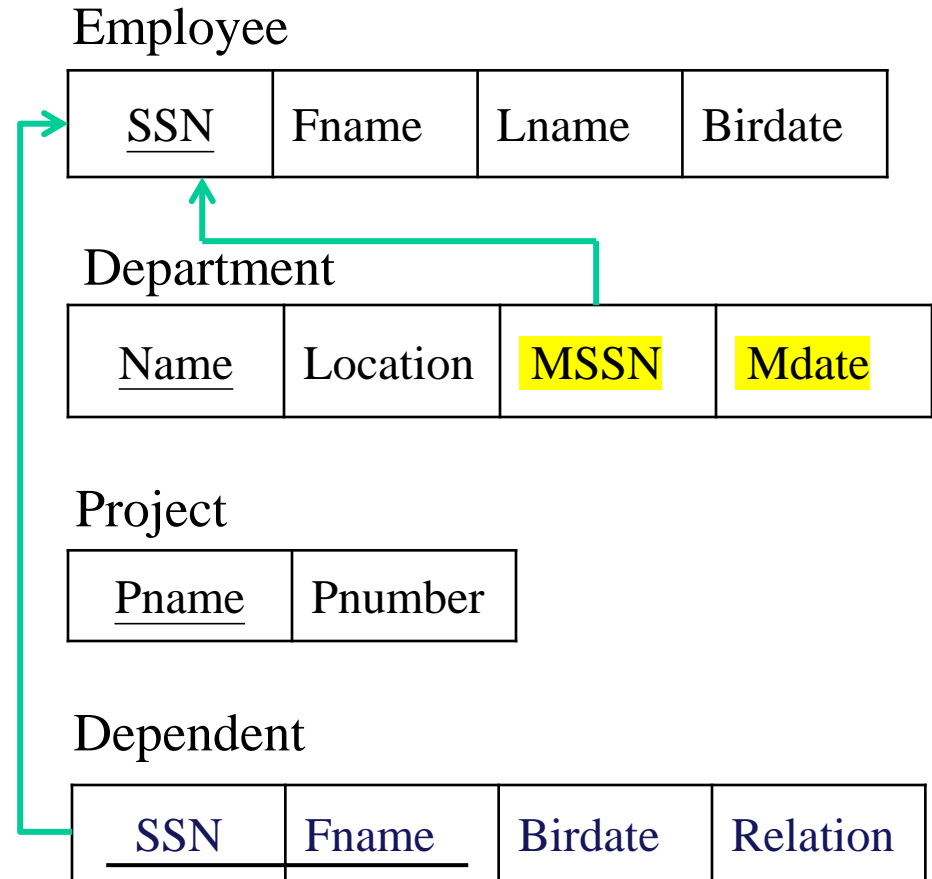 Employee
SSN Fname Lname Birdate
Department
Name Location MSSN Mdate
Project
Pname Pnumber
Dependent
SSN Fname Birdate Relation